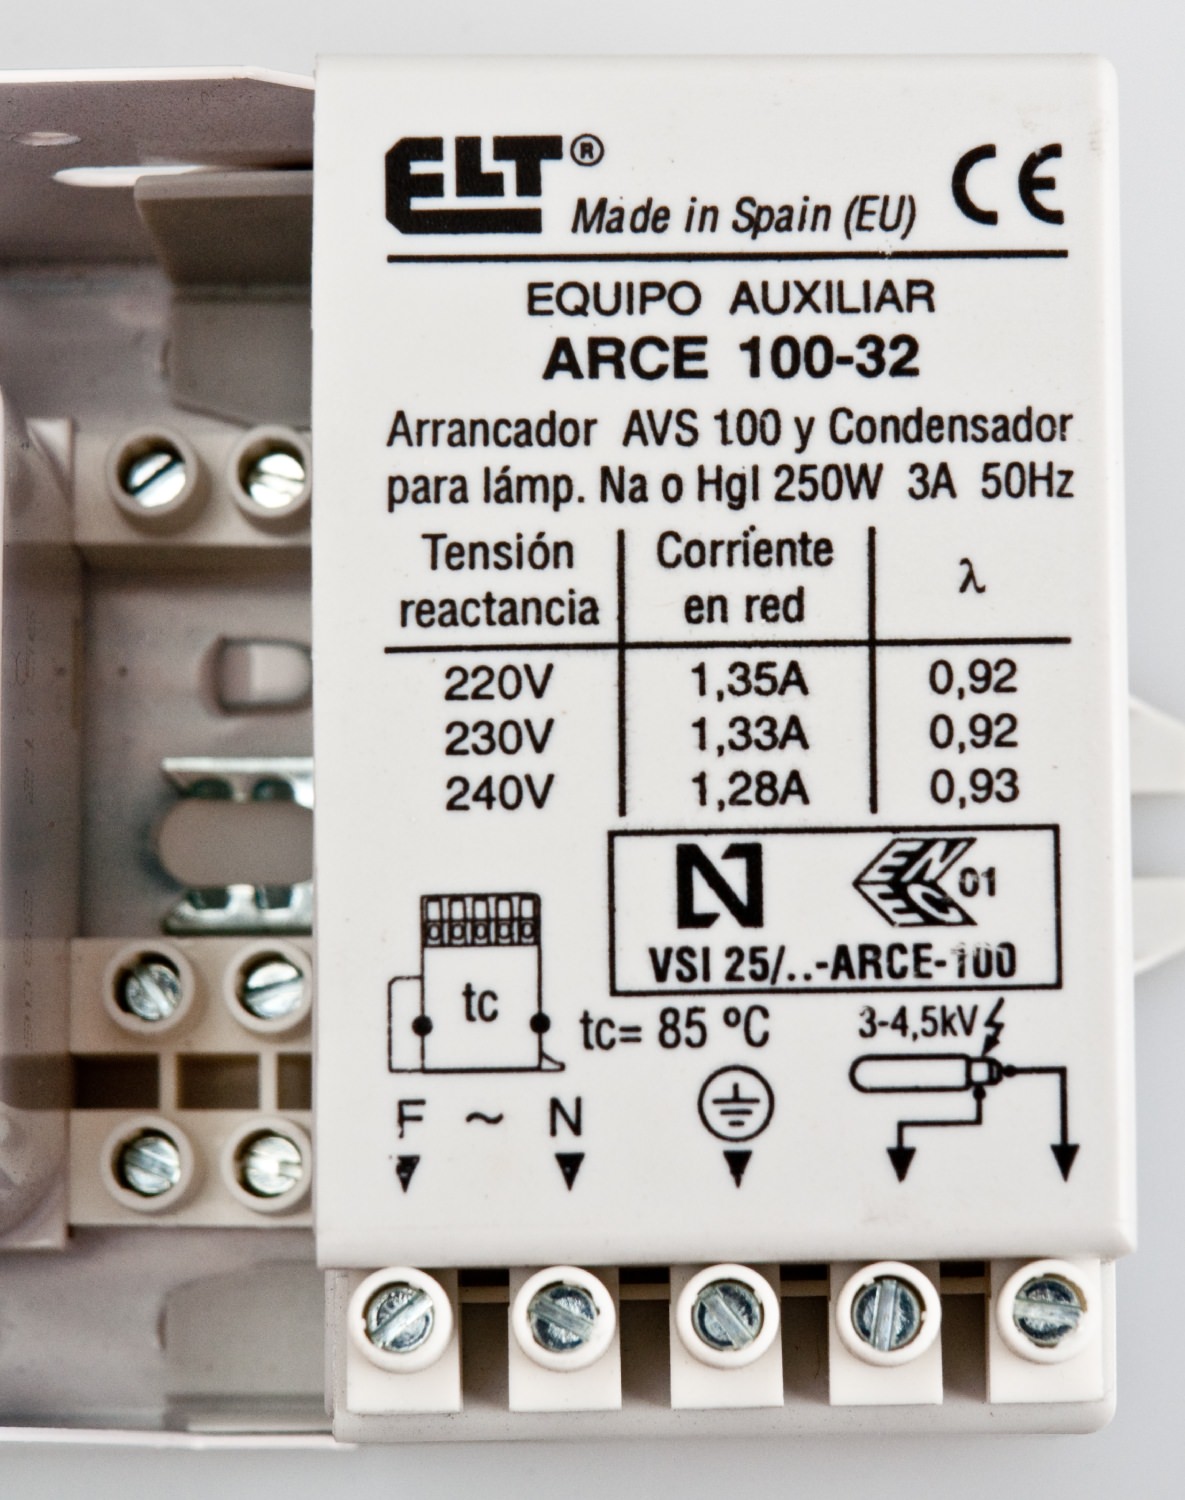 ELT® Made in Spain (EU) CE
EQUIPO AUXILIAR
ARCE 100-32
Arrancador AVS 100 y Condensador
para lámp. Na o HgI 250W 3A 50Hz
Tensión reactancia Corriente en red λ
220V 1,35A 0,92
230V 1,33A 0,92
240V 1,28A 0,93
N ENEC 01
VSI 25/..-ARCE-100
tc
tc= 85 ºC
3-4,5kV
F ~ N